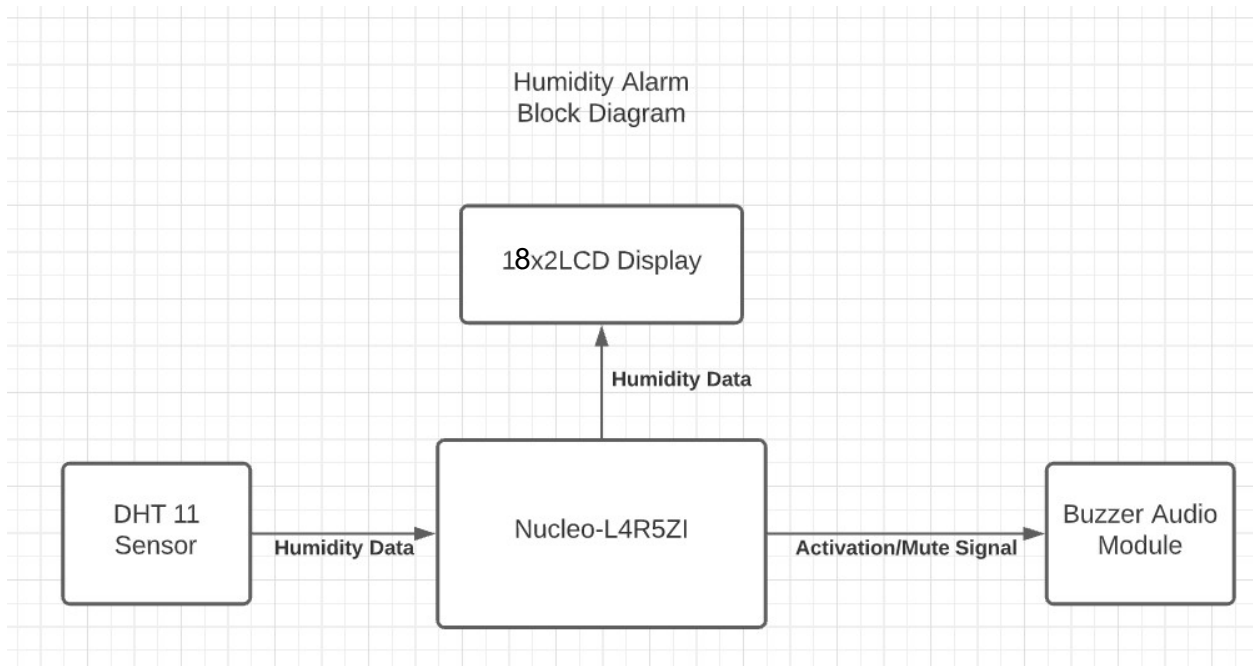 Humidity Alarm
Block Diagram
18x2LCD Display
Humidity Data
DHT 11
Sensor
Humidity Data
Nucleo-L4R5ZI
Activation/Mute Signal
Buzzer Audio
Module